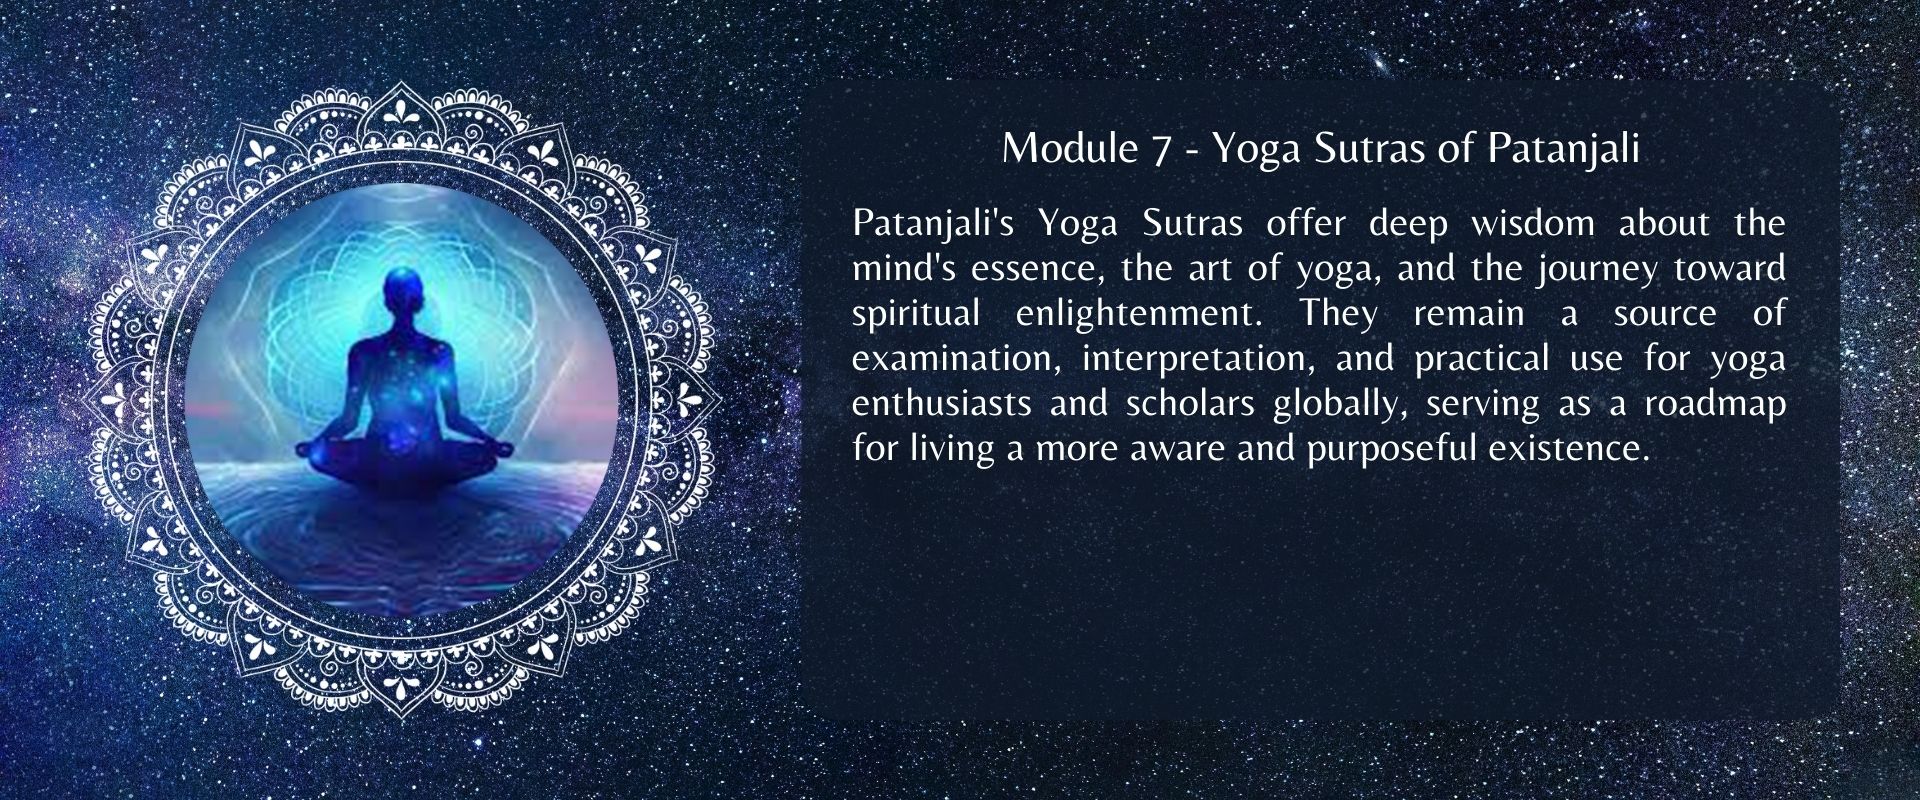 Module 7 - Yoga Sutras of Patanjali
Patanjali's Yoga Sutras offer deep wisdom about the
mind's essence, the art of yoga, and the journey toward
spiritual enlightenment. They remain a source of
examination, interpretation, and practical use for yoga
enthusiasts and scholars globally, serving as a roadmap
for living a more aware and purposeful existence.